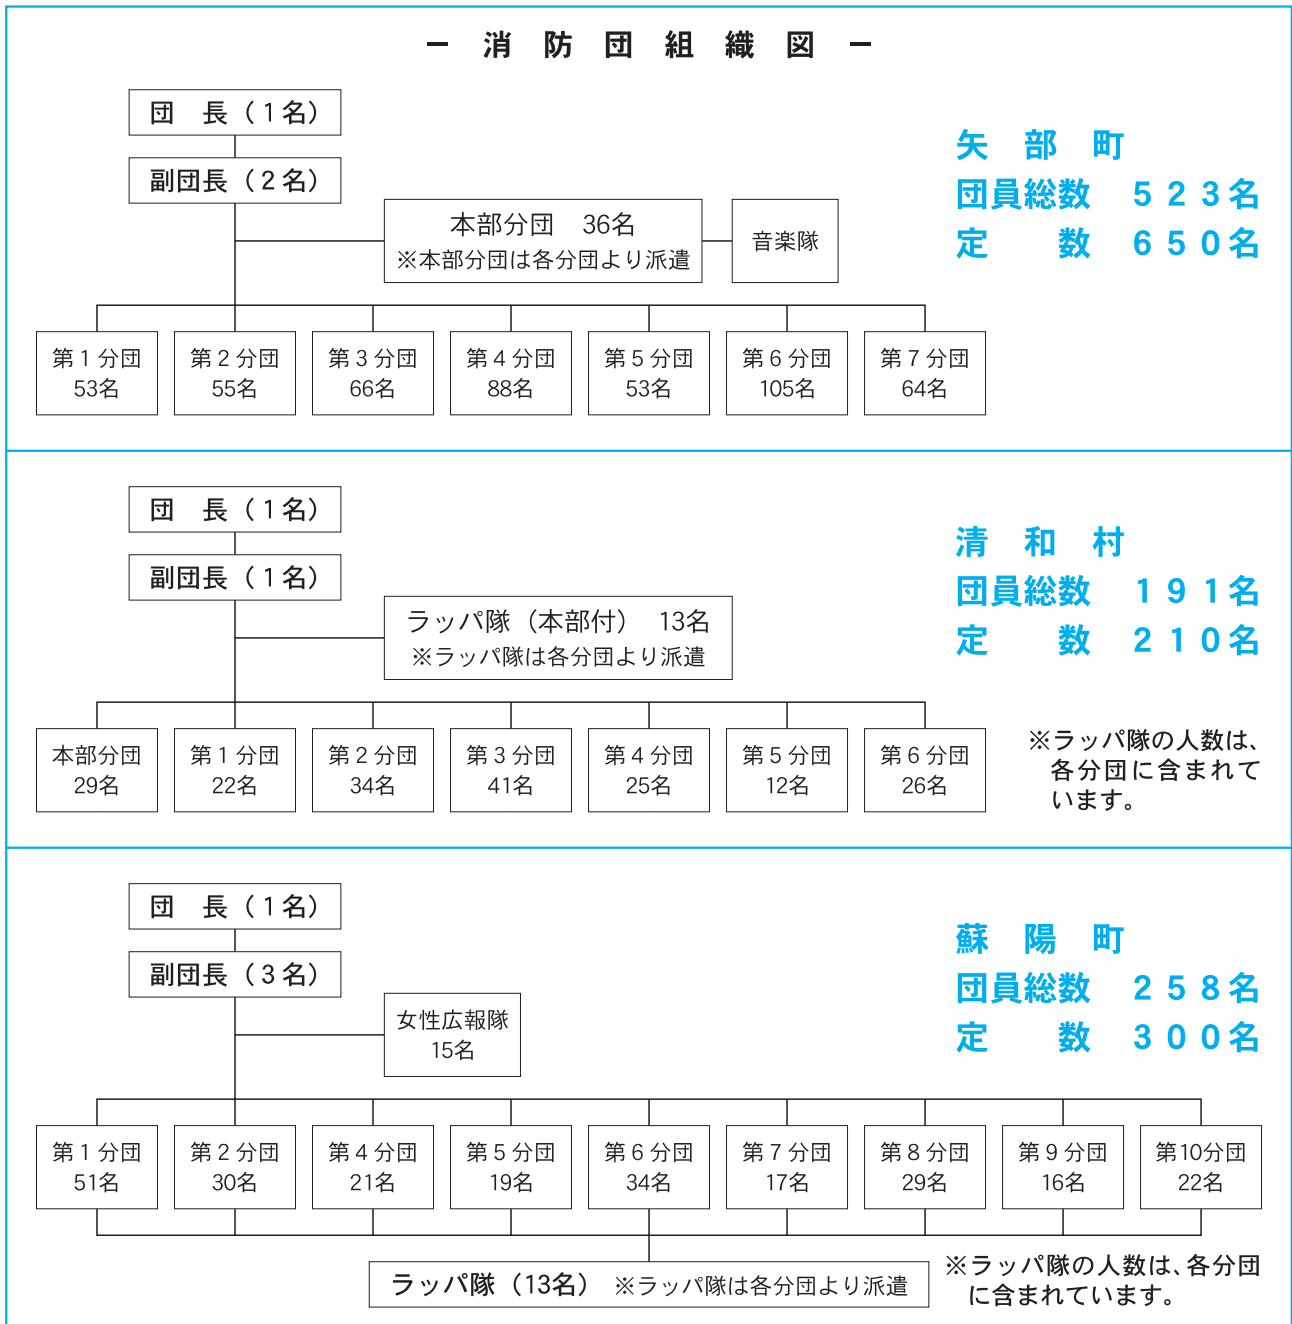 － 消 防 団 組 織 図 －
団　長（１名）
副団長（２名）
本部分団　36名
※本部分団は各分団より派遣
音楽隊
矢　部　町
団員総数　５２３名
定　　数　６５０名
第１分団
53名
第２分団
55名
第３分団
66名
第４分団
88名
第５分団
53名
第６分団
105名
第７分団
64名
団　長（１名）
副団長（１名）
ラッパ隊（本部付）　13名
※ラッパ隊は各分団より派遣
清　和　村
団員総数　１９１名
定　　数　２１０名
本部分団
29名
第１分団
22名
第２分団
34名
第３分団
41名
第４分団
25名
第５分団
12名
第６分団
26名
※ラッパ隊の人数は、
各分団に含まれて
います。
団　長（１名）
副団長（３名）
女性広報隊
15名
蘇　陽　町
団員総数　２５８名
定　　数　３００名
第１分団
51名
第２分団
30名
第４分団
21名
第５分団
19名
第６分団
34名
第７分団
17名
第８分団
29名
第９分団
16名
第10分団
22名
ラッパ隊（13名）　※ラッパ隊は各分団より派遣
※ラッパ隊の人数は、各分団
に含まれています。